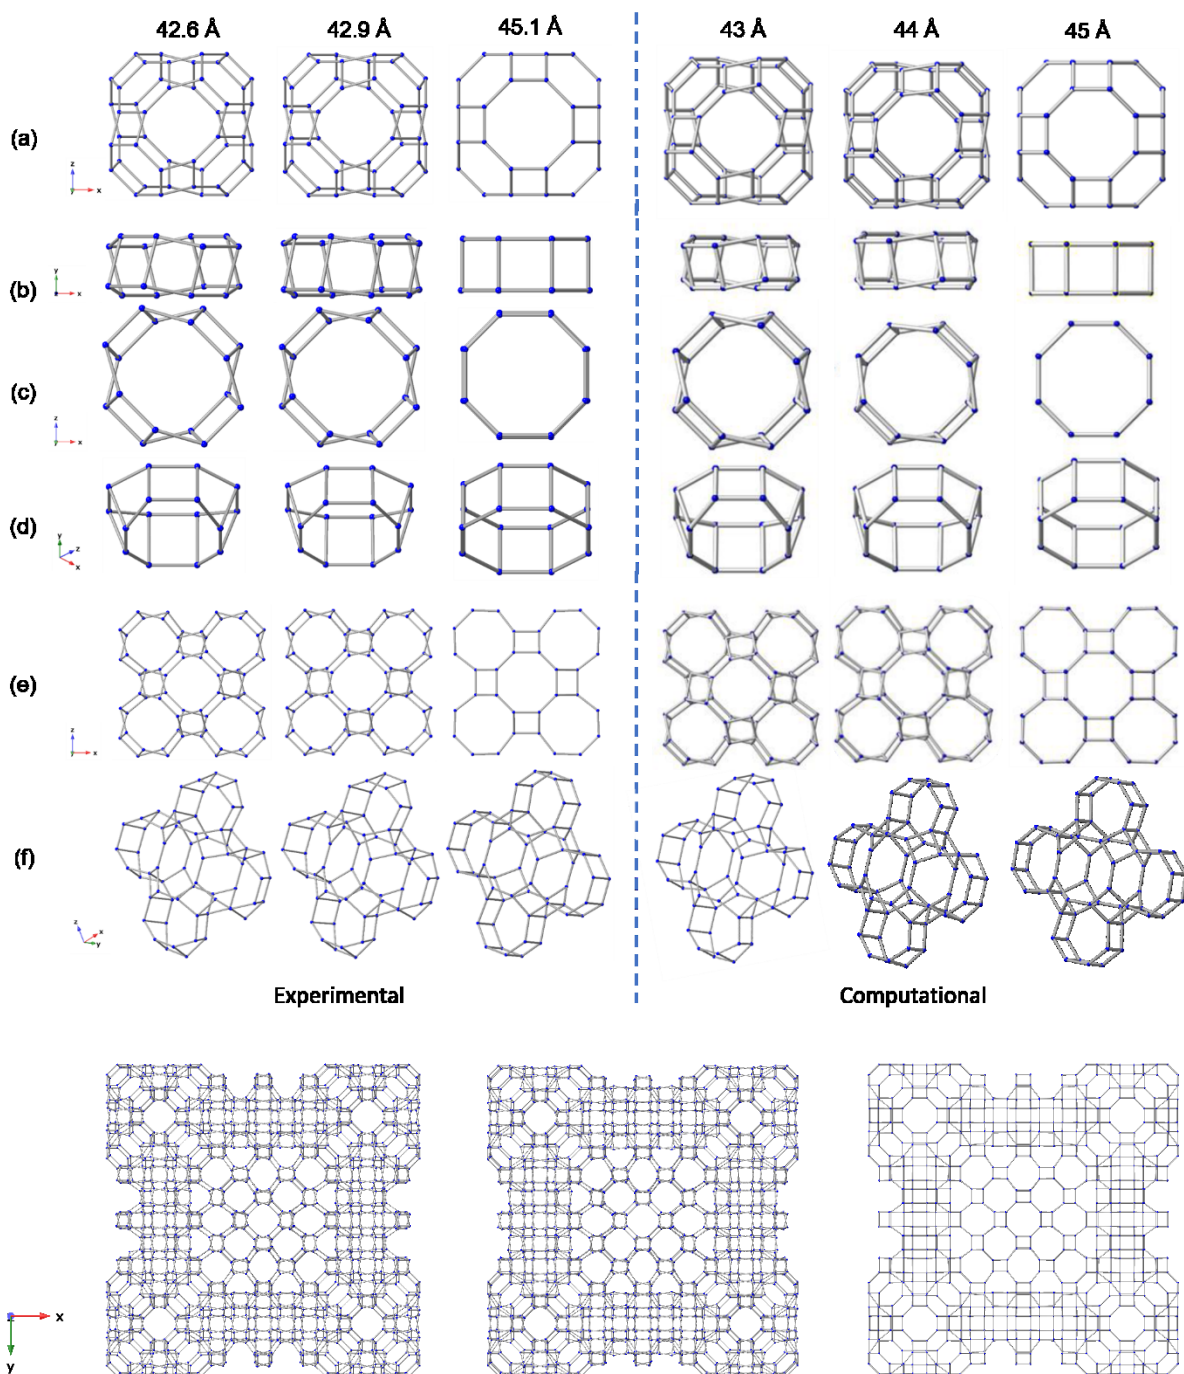 42.6 Å 42.9 Å 45.1 Å 43 Å 44 Å 45 Å
(a)
z
y x
(b)
y
x
(c)
z
x
(d)
y
z
x
(e)
z
x
(f)
z
x
y
Experimental Computational
x
y